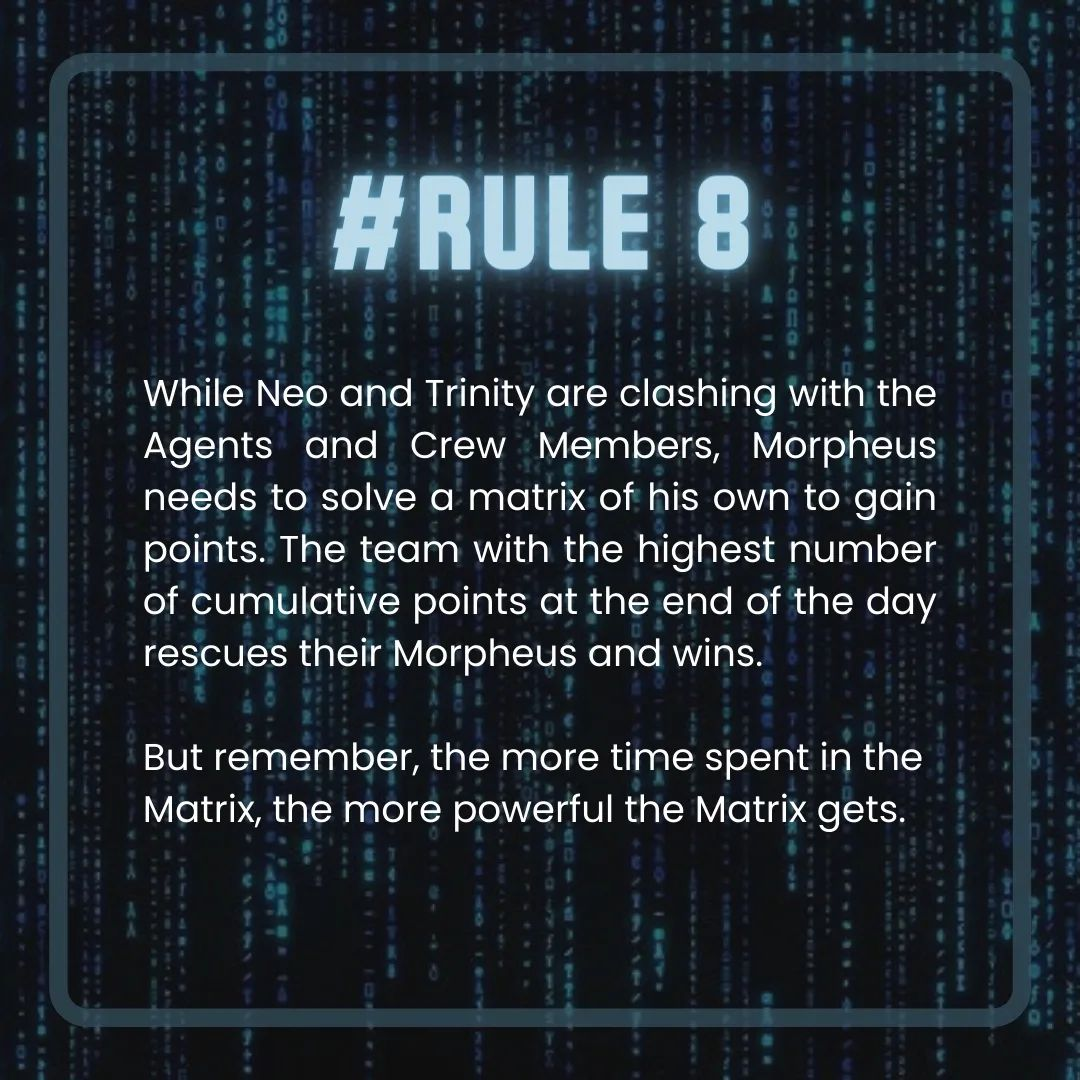 #RULE 8
While Neo and Trinity are clashing with the
Agents and Crew Members, Morpheus
needs to solve a matrix of his own to gain
points. The team with the highest number
of cumulative points at the end of the day
rescues their Morpheus and wins.
But remember, the more time spent in the
Matrix, the more powerful the Matrix gets.